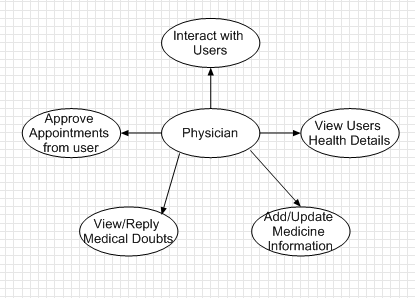 Interact with
Users
Approve
Appointments
from user
Physician
View Users
Health Details
View/Reply
Medical Doubts
Add/Update
Medicine
Information